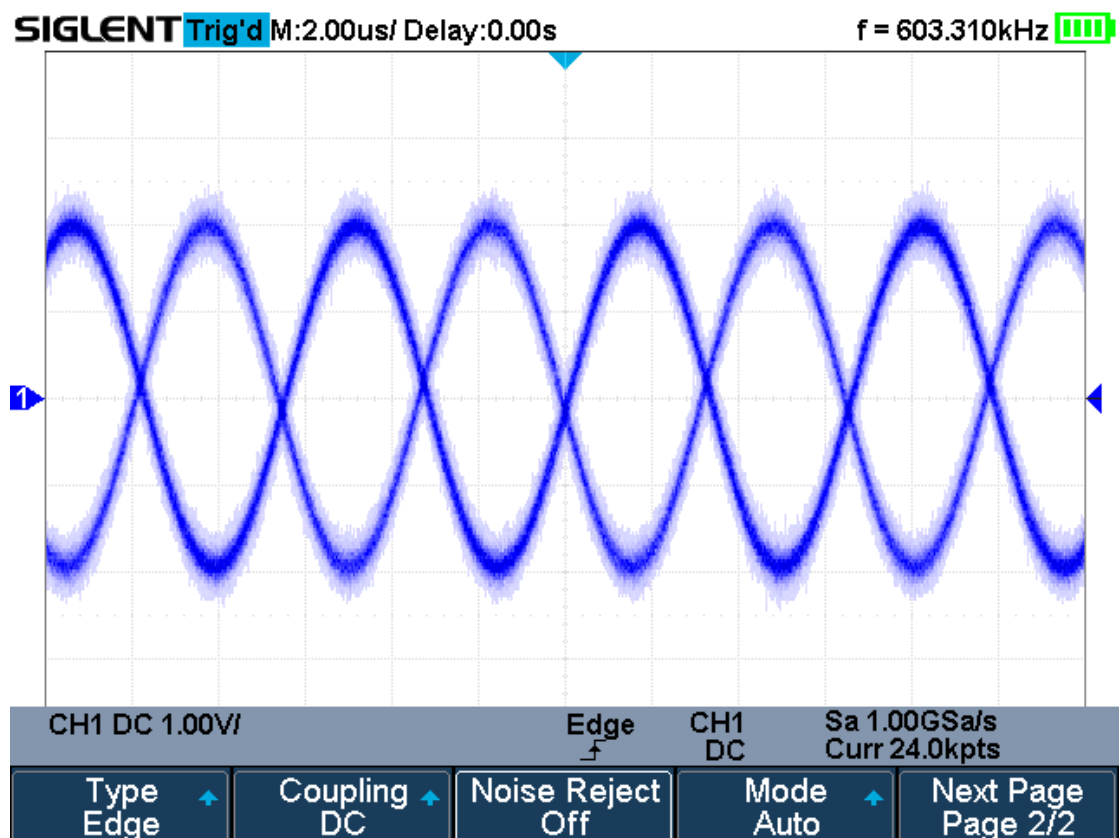 SIGLENT Trig'd M:2.00us/ Delay:0.00s f = 603.310kHz
1
CH1 DC 1.00V/ Edge CH1 Sa 1.00GSa/s
DC Curr 24.0kpts
Type Coupling Noise Reject Mode Next Page
Edge DC Off Auto Page 2/2